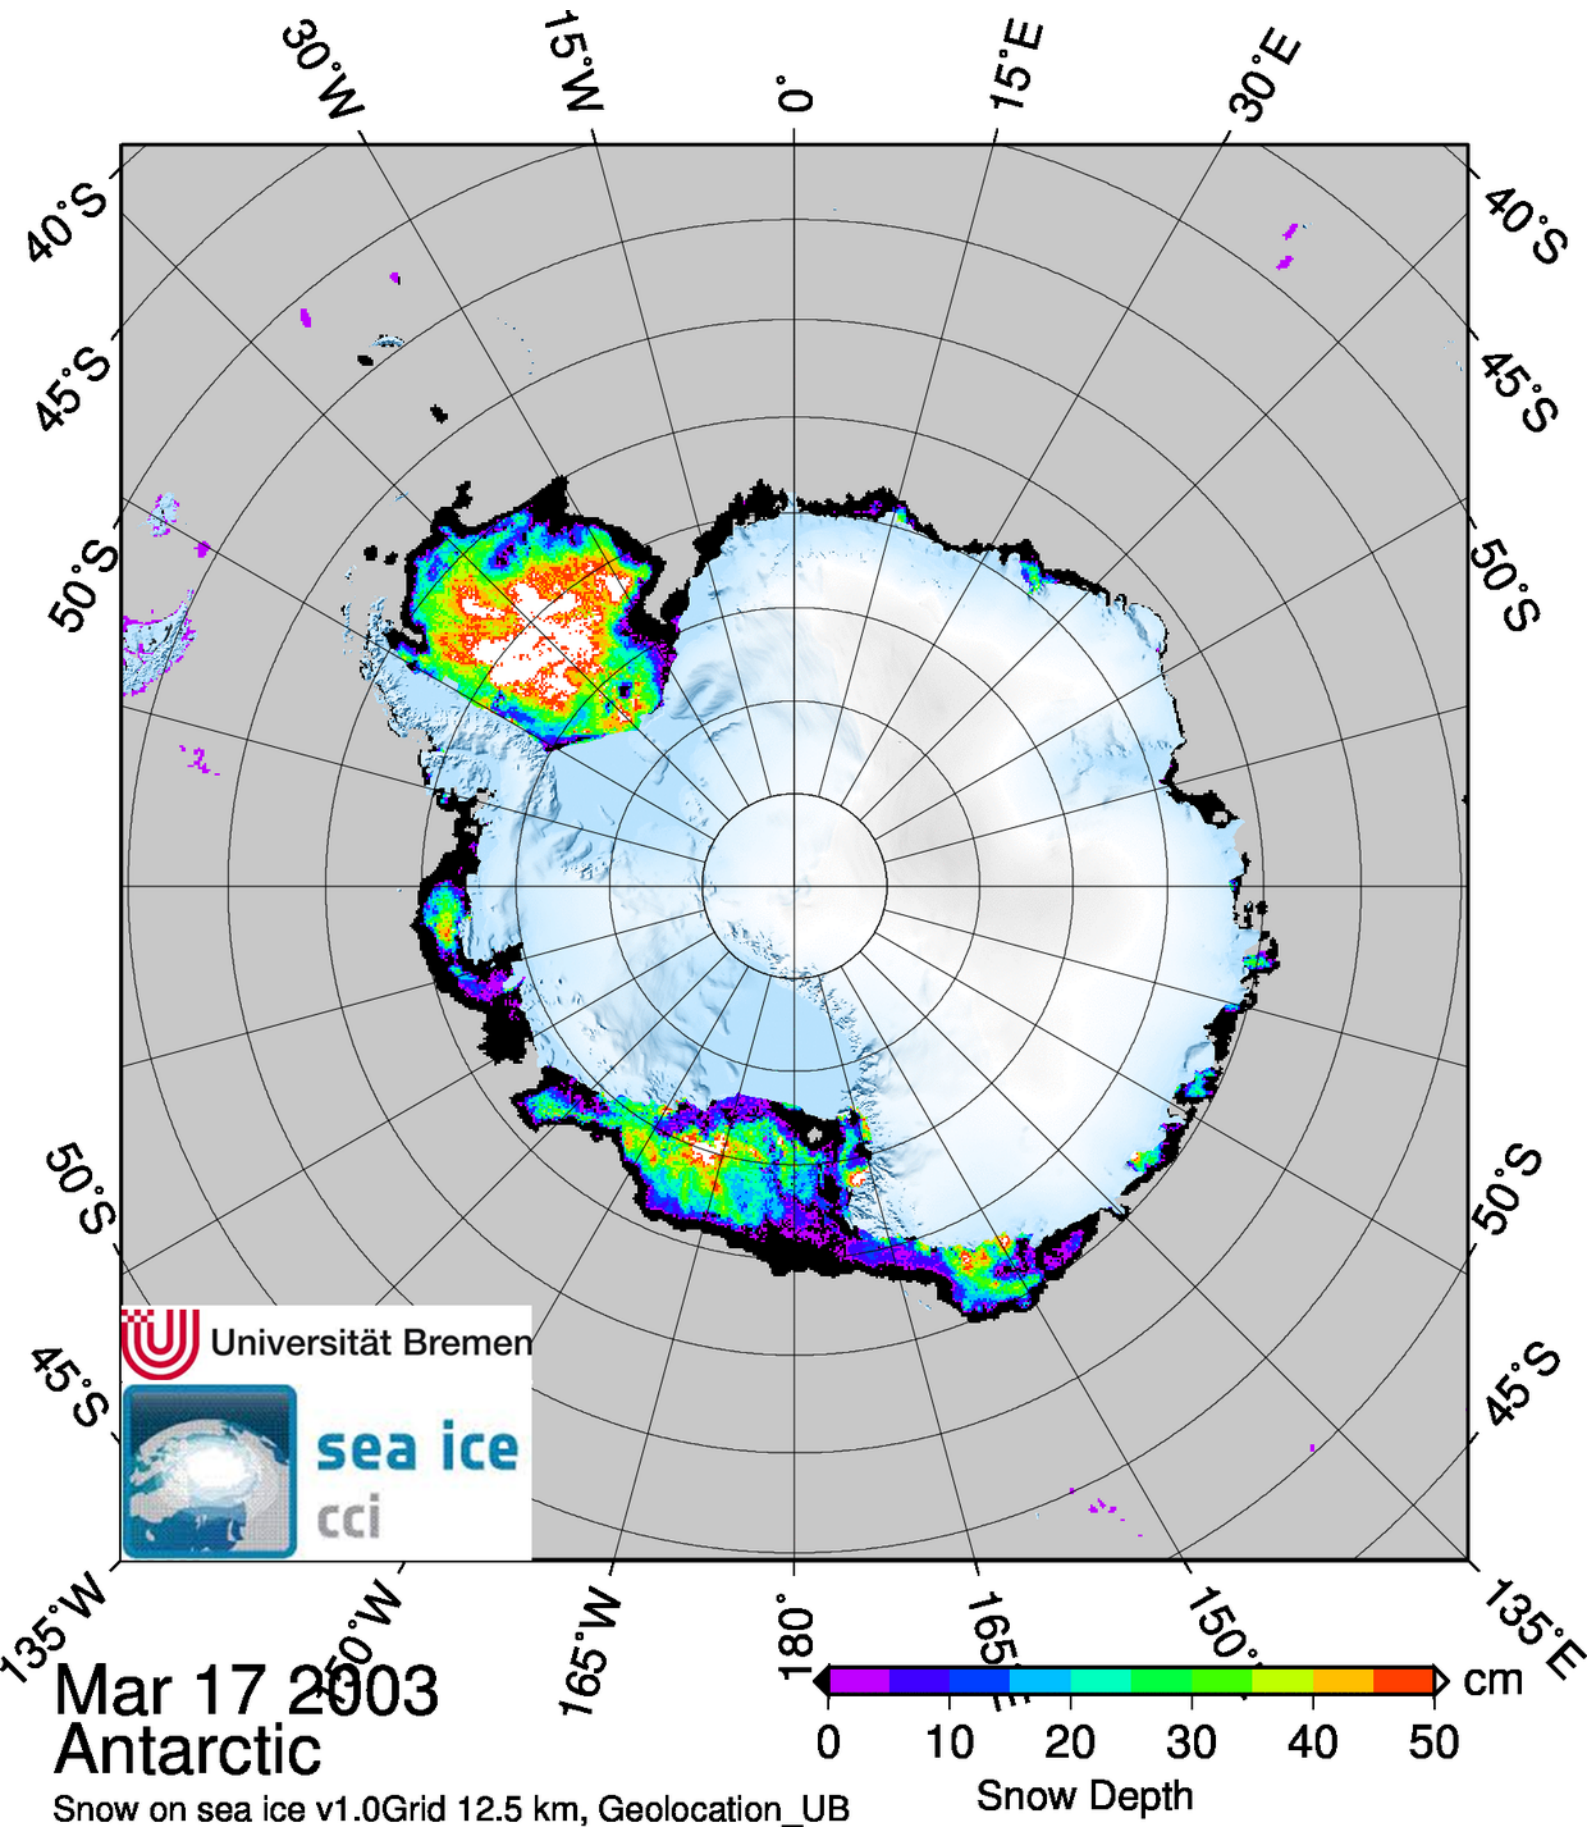 30°W
15°W
0°
15°E
30°E
40°S
40°S
45°S
45°S
50°S
50°S
50°S
50°S
45°S
45°S
Universität Bremen
sea ice
cci
135°W
165°W
180°
135°E
Mar 17 2003
Antarctic
cm
0 10 20 30 40 50
Snow Depth
Snow on sea ice v1.0Grid 12.5 km, Geolocation_UB